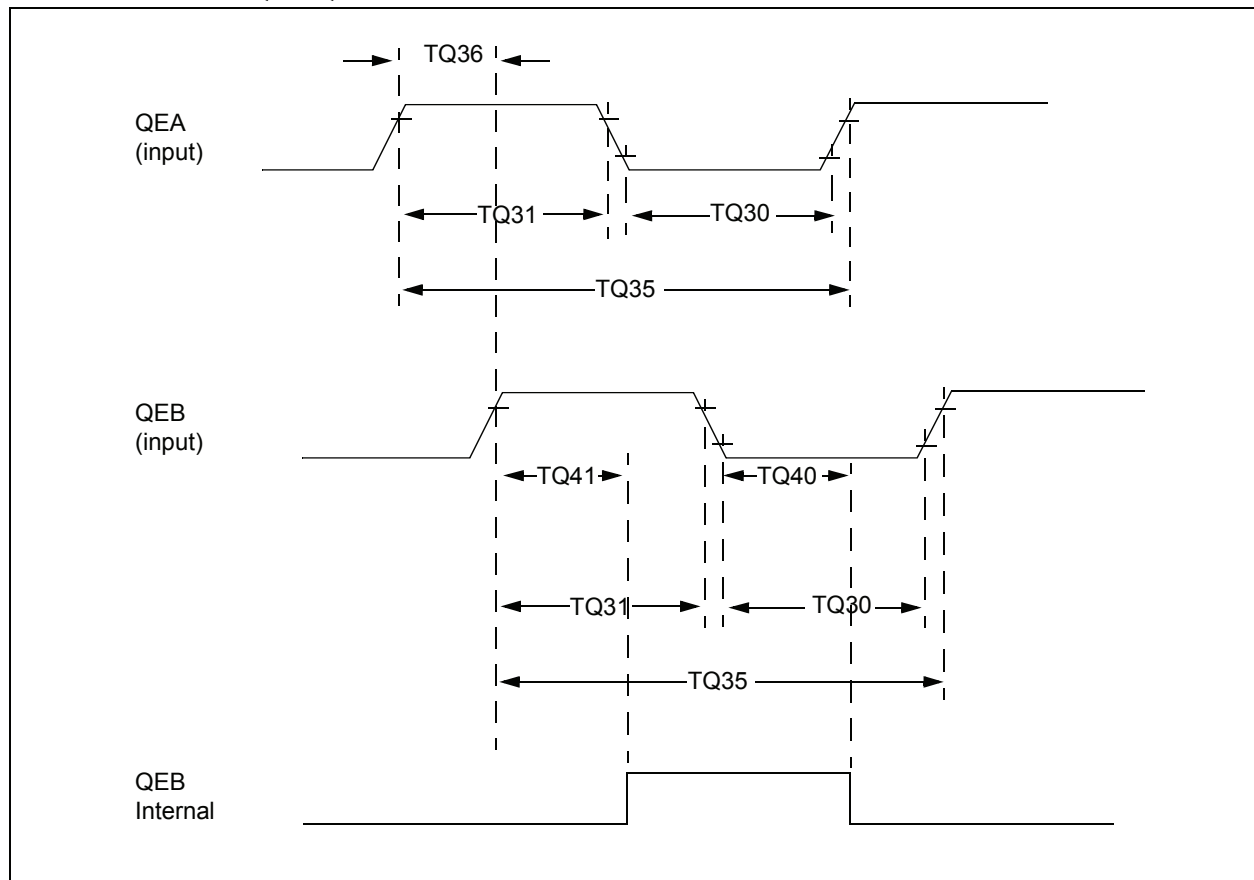 TQ36
QEA
(input)
TQ31
TQ30
TQ35
QEB
(input)
TQ41
TQ40
TQ31
TQ30
TQ35
QEB
Internal